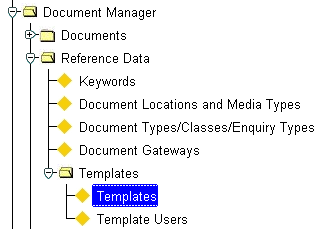 Document Manager
Documents
Reference Data
Keywords
Document Locations and Media Types
Document Types/Classes/Enquiry Types
Document Gateways
Templates
Templates
Template Users